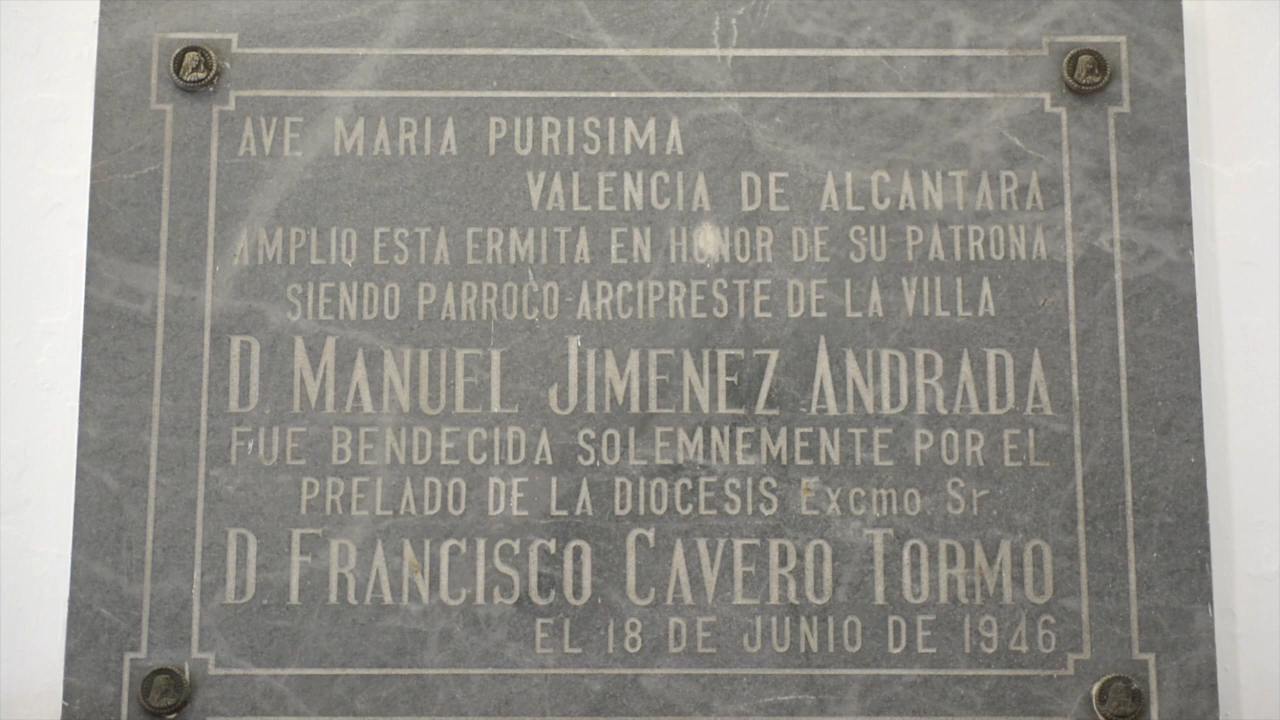 AVE MARIA PURISIMA
VALENCIA DE ALCANTARA
AMPLIO ESTA ERMITA EN HONOR DE SU PATRONA
SIENDO PARROCO-ARCIPRESTE DE LA VILLA
D. MANUEL JIMENEZ ANDRADA
FUE BENDECIDA SOLEMNEMENTE POR EL
PRELADO DE LA DIOCESIS Excmo. Sr.
D. FRANCISCO CAVERO TORMO
EL 18 DE JUNIO DE 1946